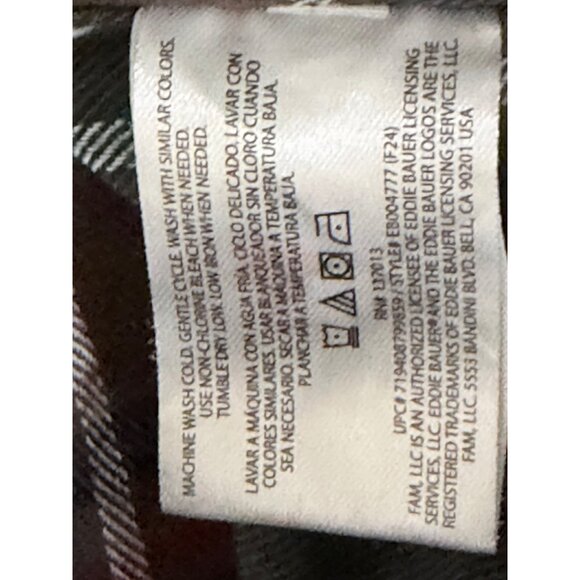 MACHINE WASH COLD, GENTLE CYCLE. WASH WITH SIMILAR COLORS.
USE NON-CHLORINE BLEACH WHEN NEEDED.
TUMBLE DRY LOW. LOW IRON WHEN NEEDED.
LAVAR A MÁQUINA CON AGUA FRÍA, CICLO DELICADO, LAVAR CON
COLORES SIMILARES. USAR BLANQUEADOR SIN CLORO CUANDO
SEA NECESARIO. SECAR A MÁQUINA A TEMPERATURA BAJA.
PLANCHAR A TEMPERATURA BAJA.
RN# 132013
UPC# 719408799859 / STYLE# EB004777 (F24)
FAM, LLC IS AN AUTHORIZED LICENSEE OF EDDIE BAUER LICENSING
SERVICES, LLC. EDDIE BAUER® AND THE EDDIE BAUER LOGOS ARE THE
REGISTERED TRADEMARKS OF EDDIE BAUER LICENSING SERVICES, LLC.
FAM, LLC. 5553 BANDINI BLVD. BELL, CA 90201 USA